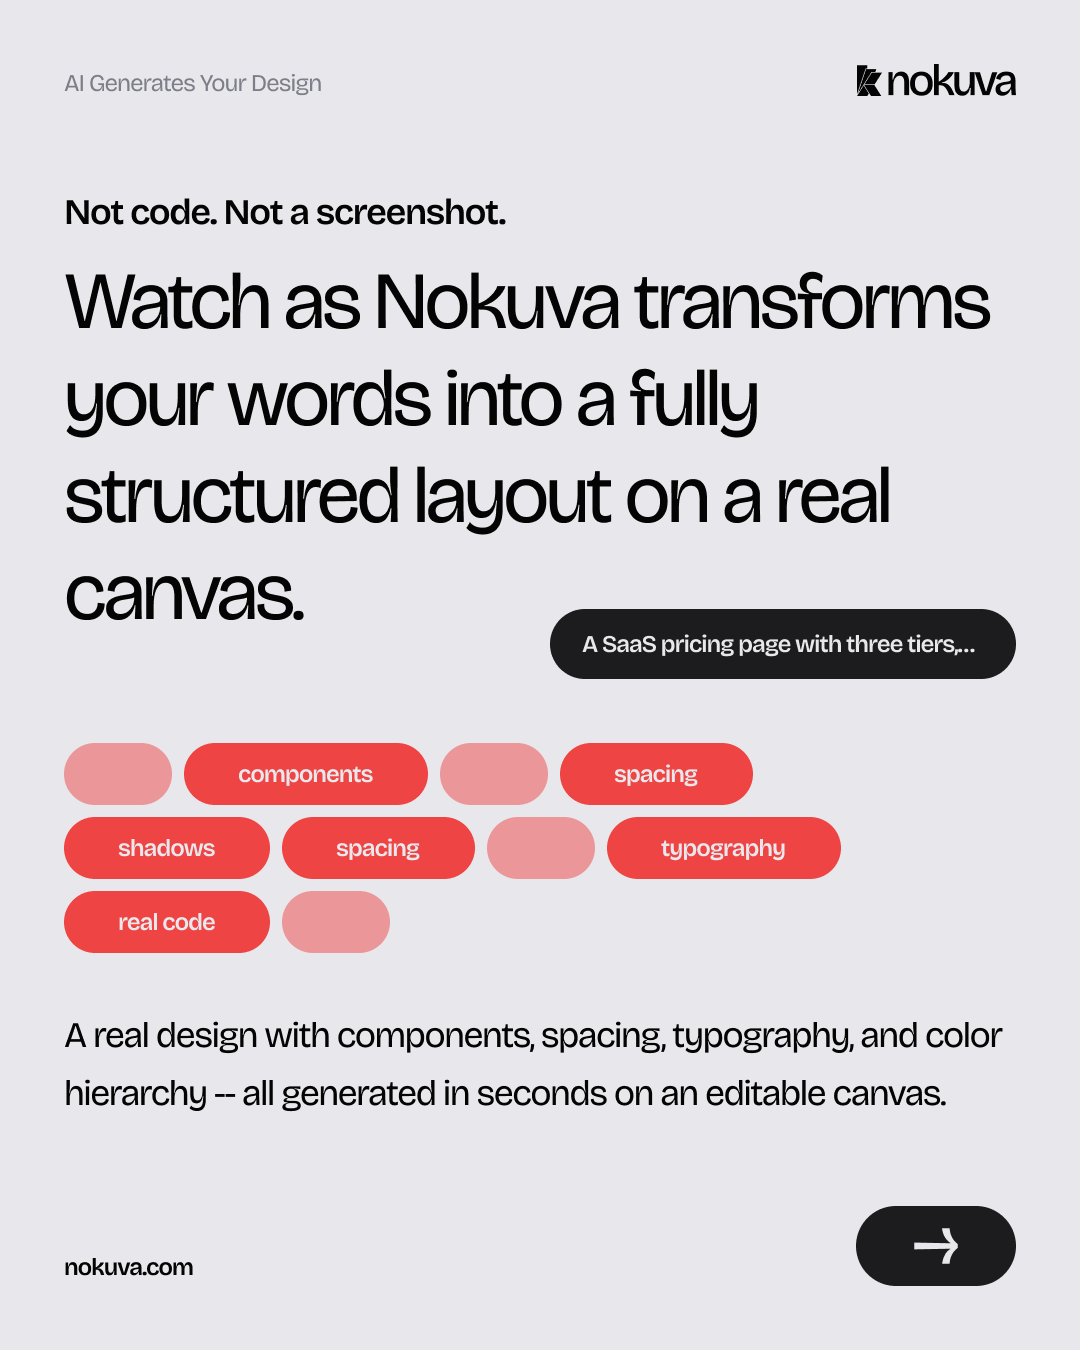 AI Generates Your Design
nokuva
Not code. Not a screenshot.
Watch as Nokuva transforms
your words into a fully
structured layout on a real
canvas.
A SaaS pricing page with three tiers,...
components
spacing
shadows
spacing
typography
real code
A real design with components, spacing, typography, and color
hierarchy -- all generated in seconds on an editable canvas.
nokuva.com